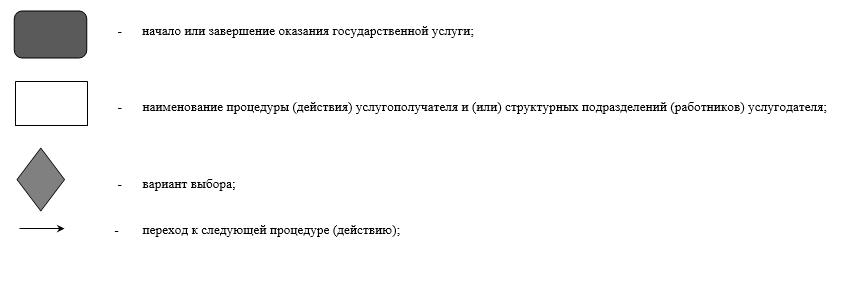 - начало или завершение оказания государственной услуги;
- наименование процедуры (действия) услугополучателя и (или) структурных подразделений (работников) услугодателя;
- вариант выбора;
- переход к следующей процедуре (действию);